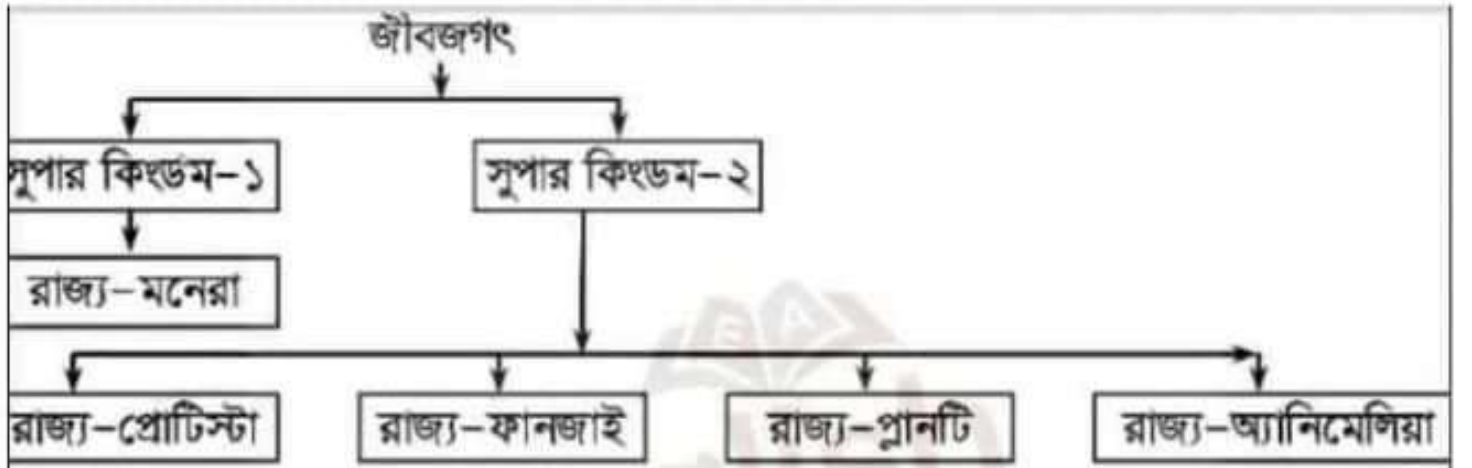 জীবজগৎ
সুপার কিংডম-১ সুপার কিংডম-২
রাজ্য-মনেরা
রাজ্য-প্রোটিস্টা রাজ্য-ফানজাই রাজ্য-প্লানটি রাজ্য-অ্যানিমেলিয়া